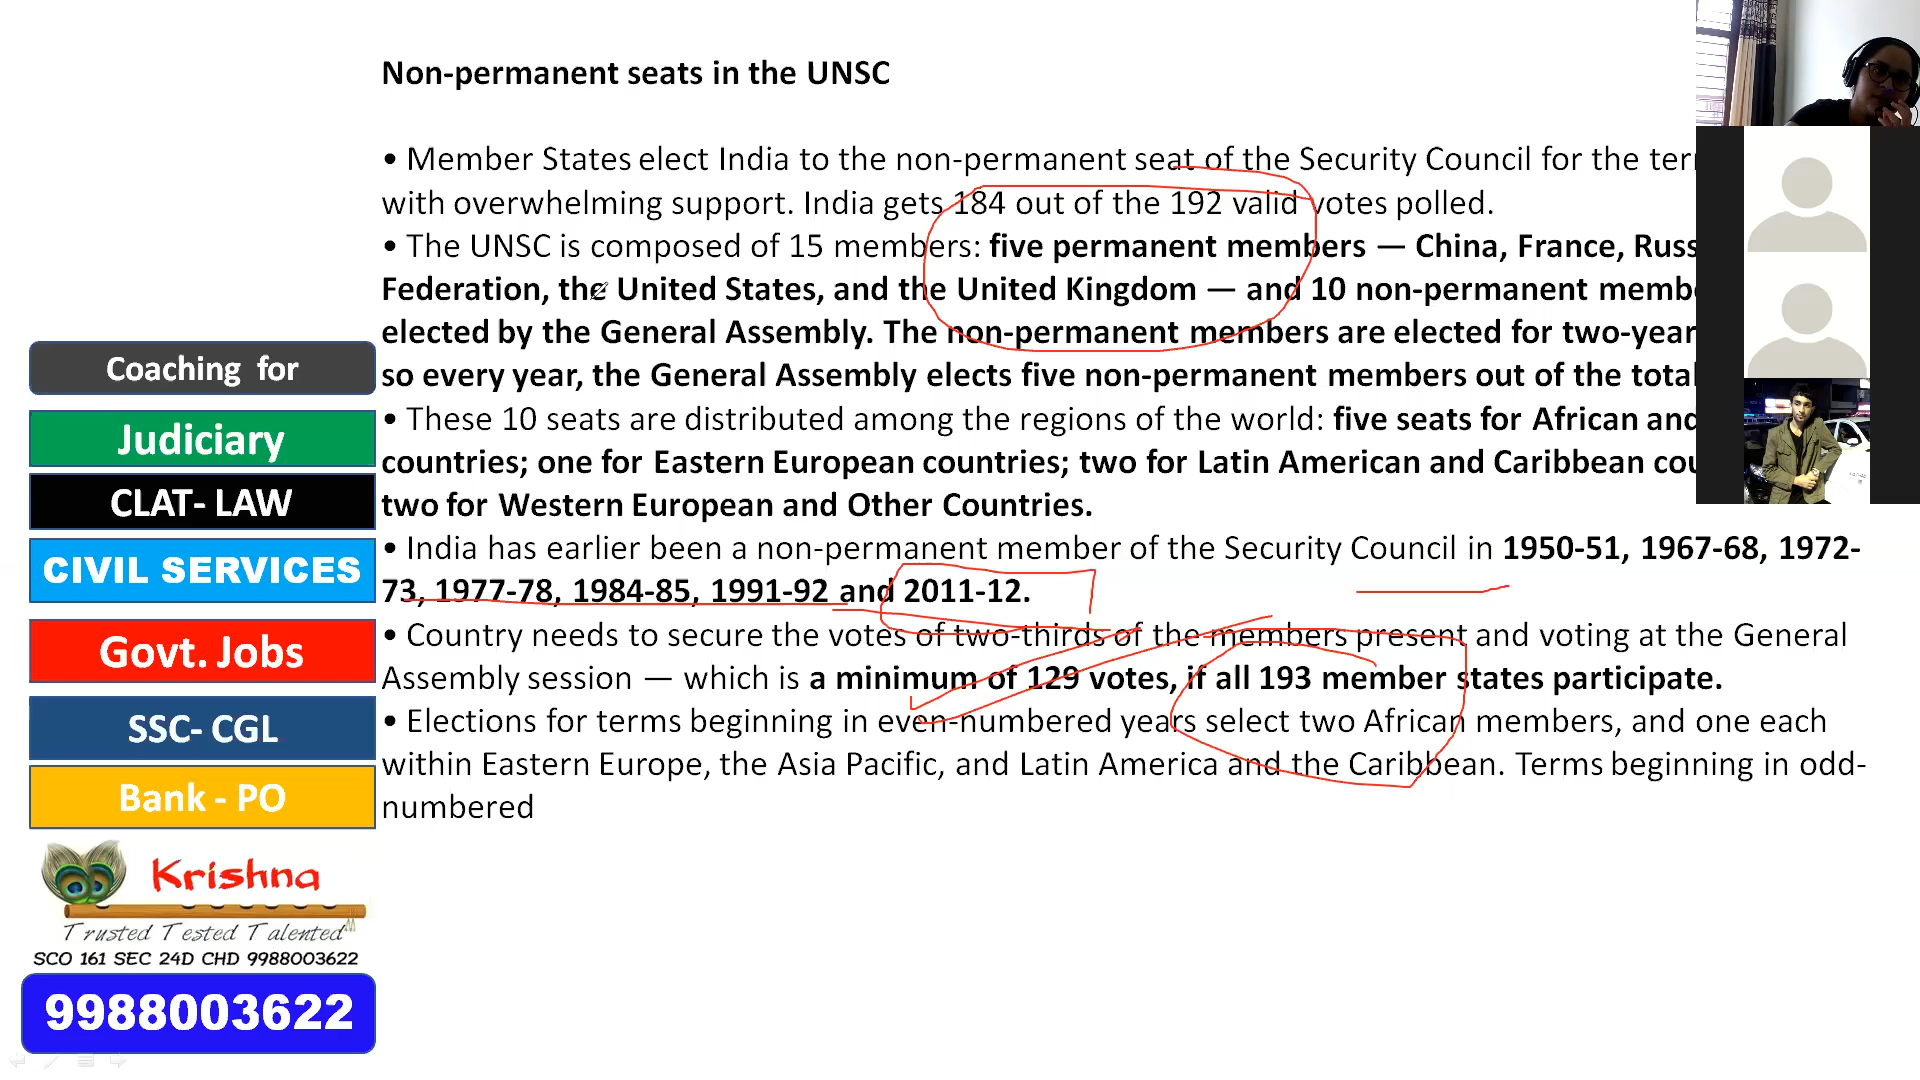 Non-permanent seats in the UNSC
• Member States elect India to the non-permanent seat of the Security Council for the
with overwhelming support. India gets 184 out of the 192 valid votes polled.
• The UNSC is composed of 15 members: five permanent members — China, France,
Federation, the United States, and the United Kingdom — and 10 non-permanent
elected by the General Assembly. The non-permanent members are elected for two-year
so every year, the General Assembly elects five non-permanent members out of the total
• These 10 seats are distributed among the regions of the world: five seats for African and
countries; one for Eastern European countries; two for Latin American and Caribbean
two for Western European and Other Countries.
• India has earlier been a non-permanent member of the Security Council in 1950-51, 1967-68, 1972-
73, 1977-78, 1984-85, 1991-92 and 2011-12.
• Country needs to secure the votes of two-thirds of the members present and voting at the General
Assembly session — which is a minimum of 129 votes, if all 193 member states participate.
• Elections for terms beginning in even-numbered years select two African members, and one each
within Eastern Europe, the Asia Pacific, and Latin America and the Caribbean. Terms beginning in odd-
numbered
Coaching for
Judiciary
CLAT- LAW
CIVIL SERVICES
Govt. Jobs
SSC- CGL
Bank - PO
Krishna
Trusted Tested Talented
SCO 161 SEC 24D CHD 9988003622
9988003622